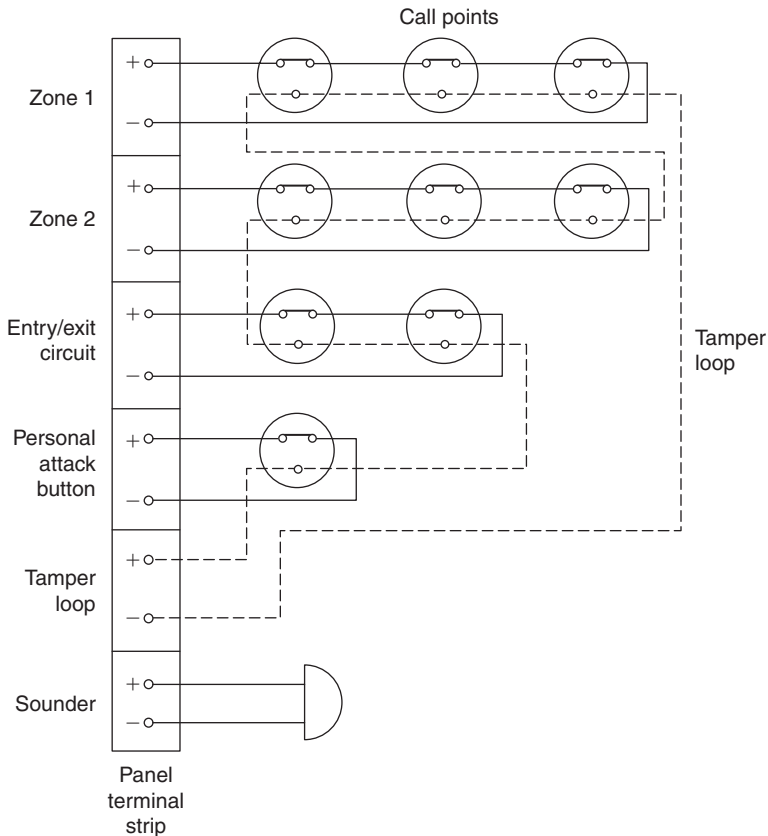 Call points
Zone 1
+
−
Zone 2
+
−
Entry/exit
circuit
+
−
Tamper
loop
Personal
attack
button
+
−
Tamper
loop
+
−
Sounder
+
−
Panel
terminal
strip